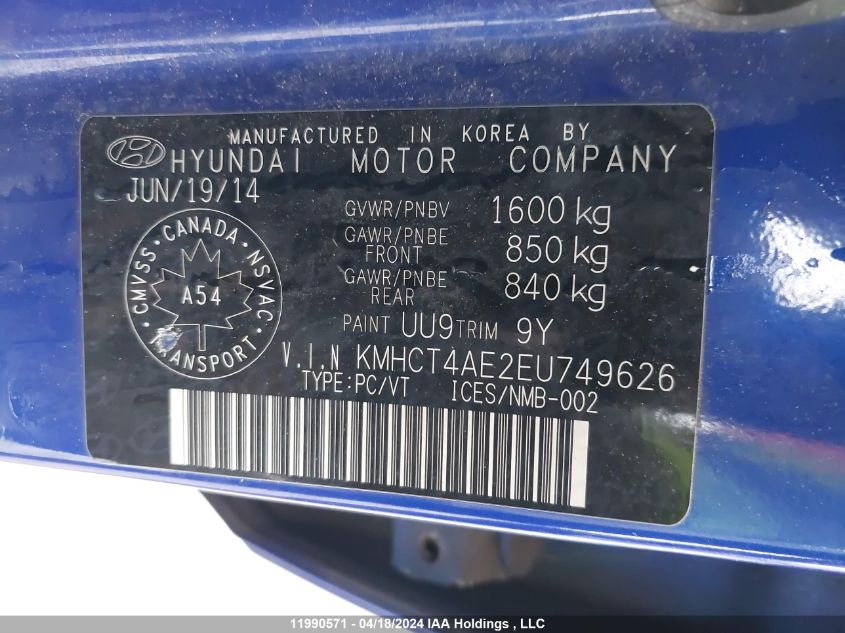 MANUFACTURED IN KOREA BY
HYUNDAI MOTOR COMPANY
JUN/19/14
GVWR/PNBV 1600 kg
GAWR/PNBE FRONT 850 kg
GAWR/PNBE REAR 840 kg
CMVSS · CANADA · NSVAC · TRANSPORT ·
A54
PAINT UU9 TRIM 9Y
V.I.N KMHCT4AE2EU749626
TYPE:PC/VT ICES/NMB-002
11990571 - 04/18/2024 IAA Holdings , LLC